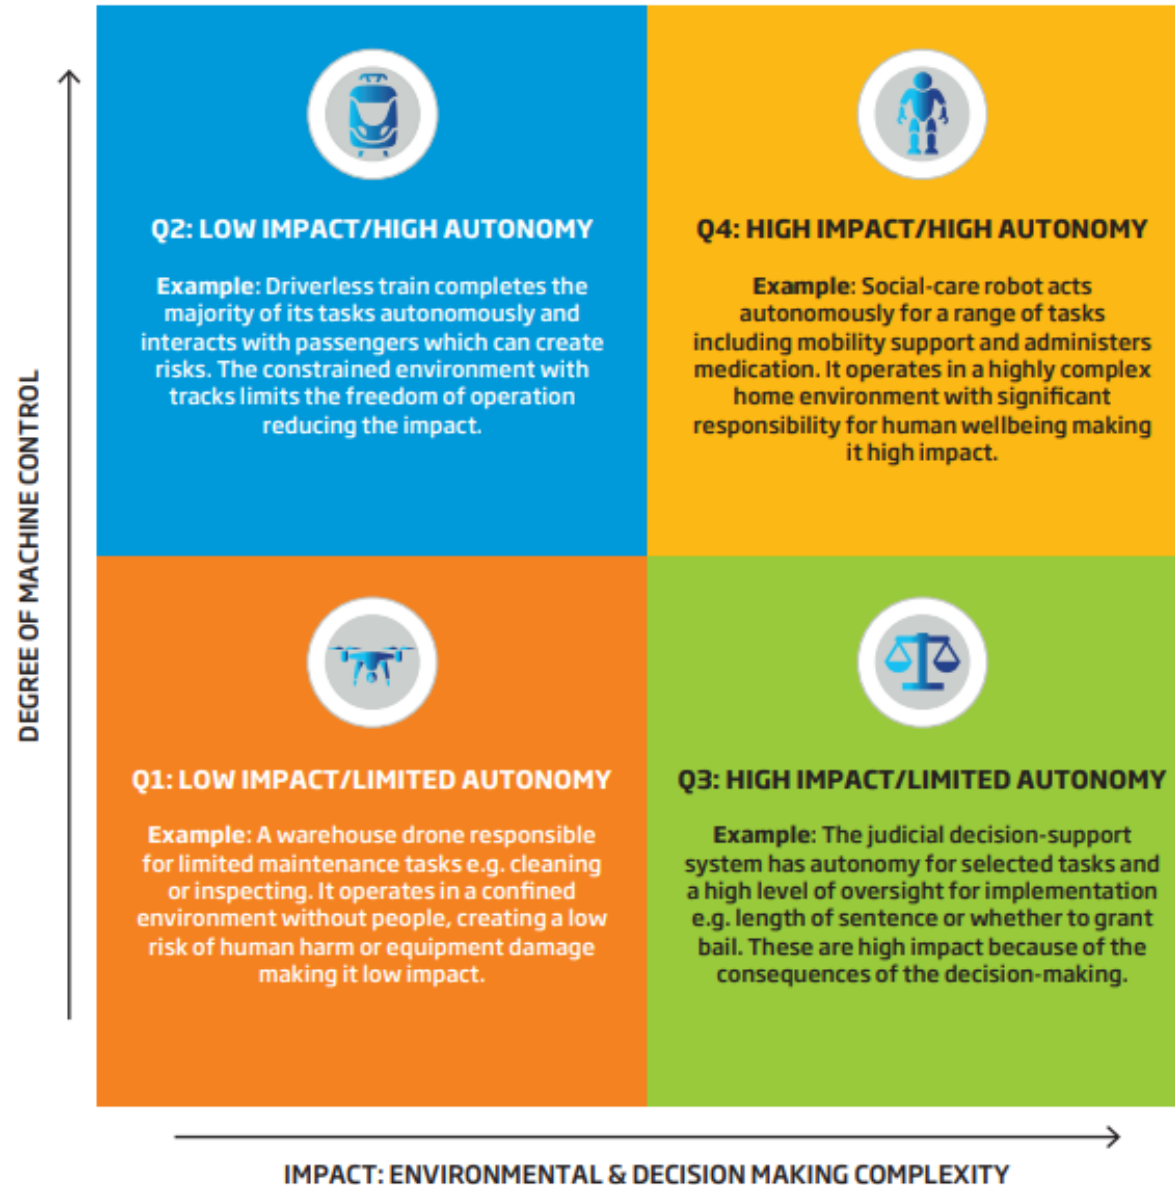 DEGREE OF MACHINE CONTROL
Q2: LOW IMPACT/HIGH AUTONOMY
Example: Driverless train completes the
majority of its tasks autonomously and
interacts with passengers which can create
risks. The constrained environment with
tracks limits the freedom of operation
reducing the impact.
Q4: HIGH IMPACT/HIGH AUTONOMY
Example: Social-care robot acts
autonomously for a range of tasks
including mobility support and administers
medication. It operates in a highly complex
home environment with significant
responsibility for human wellbeing making
it high impact.
Q1: LOW IMPACT/LIMITED AUTONOMY
Example: A warehouse drone responsible
for limited maintenance tasks e.g. cleaning
or inspecting. It operates in a confined
environment without people, creating a low
risk of human harm or equipment damage
making it low impact.
Q3: HIGH IMPACT/LIMITED AUTONOMY
Example: The judicial decision-support
system has autonomy for selected tasks and
a high level of oversight for implementation
e.g. length of sentence or whether to grant
bail. These are high impact because of the
consequences of the decision-making.
IMPACT: ENVIRONMENTAL & DECISION MAKING COMPLEXITY